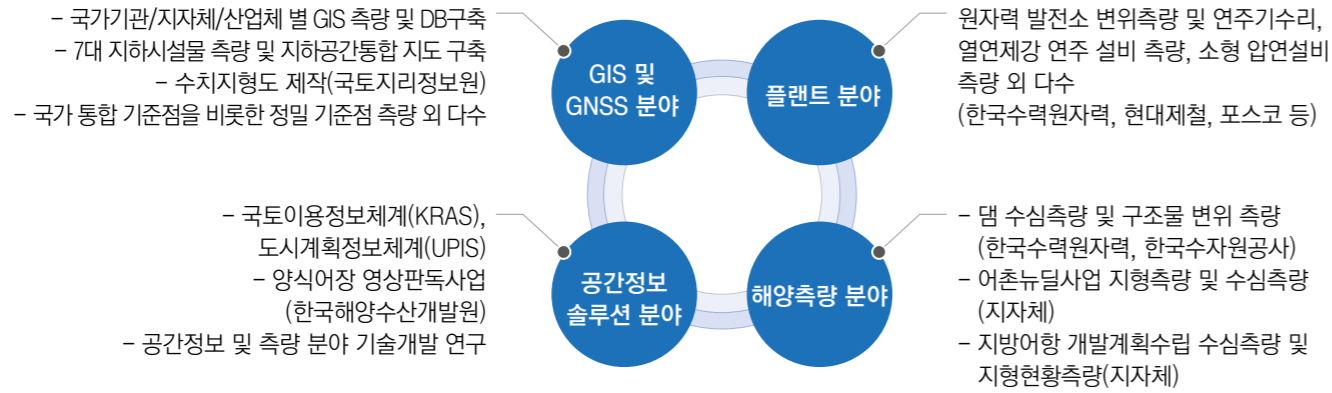 – 국가기관/지자체/산업체 별 GIS 측량 및 DB구축
– 7대 지하시설물 측량 및 지하공간통합 지도 구축
– 수치지형도 제작(국토지리정보원)
– 국가 통합 기준점을 비롯한 정밀 기준점 측량 외 다수
GIS 및
GNSS 분야
플랜트 분야
원자력 발전소 변위측량 및 연주기수리,
열연제강 연주 설비 측량, 소형 압연설비
측량 외 다수
(한국수력원자력, 현대제철, 포스코 등)
– 국토이용정보체계(KRAS),
도시계획정보체계(UPIS)
– 양식어장 영상판독사업
(한국해양수산개발원)
– 공간정보 및 측량 분야 기술개발 연구
공간정보
솔루션 분야
해양측량 분야
– 댐 수심측량 및 구조물 변위 측량
(한국수력원자력, 한국수자원공사)
– 어촌뉴딜사업 지형측량 및 수심측량
(지자체)
– 지방어항 개발계획수립 수심측량 및
지형현황측량(지자체)